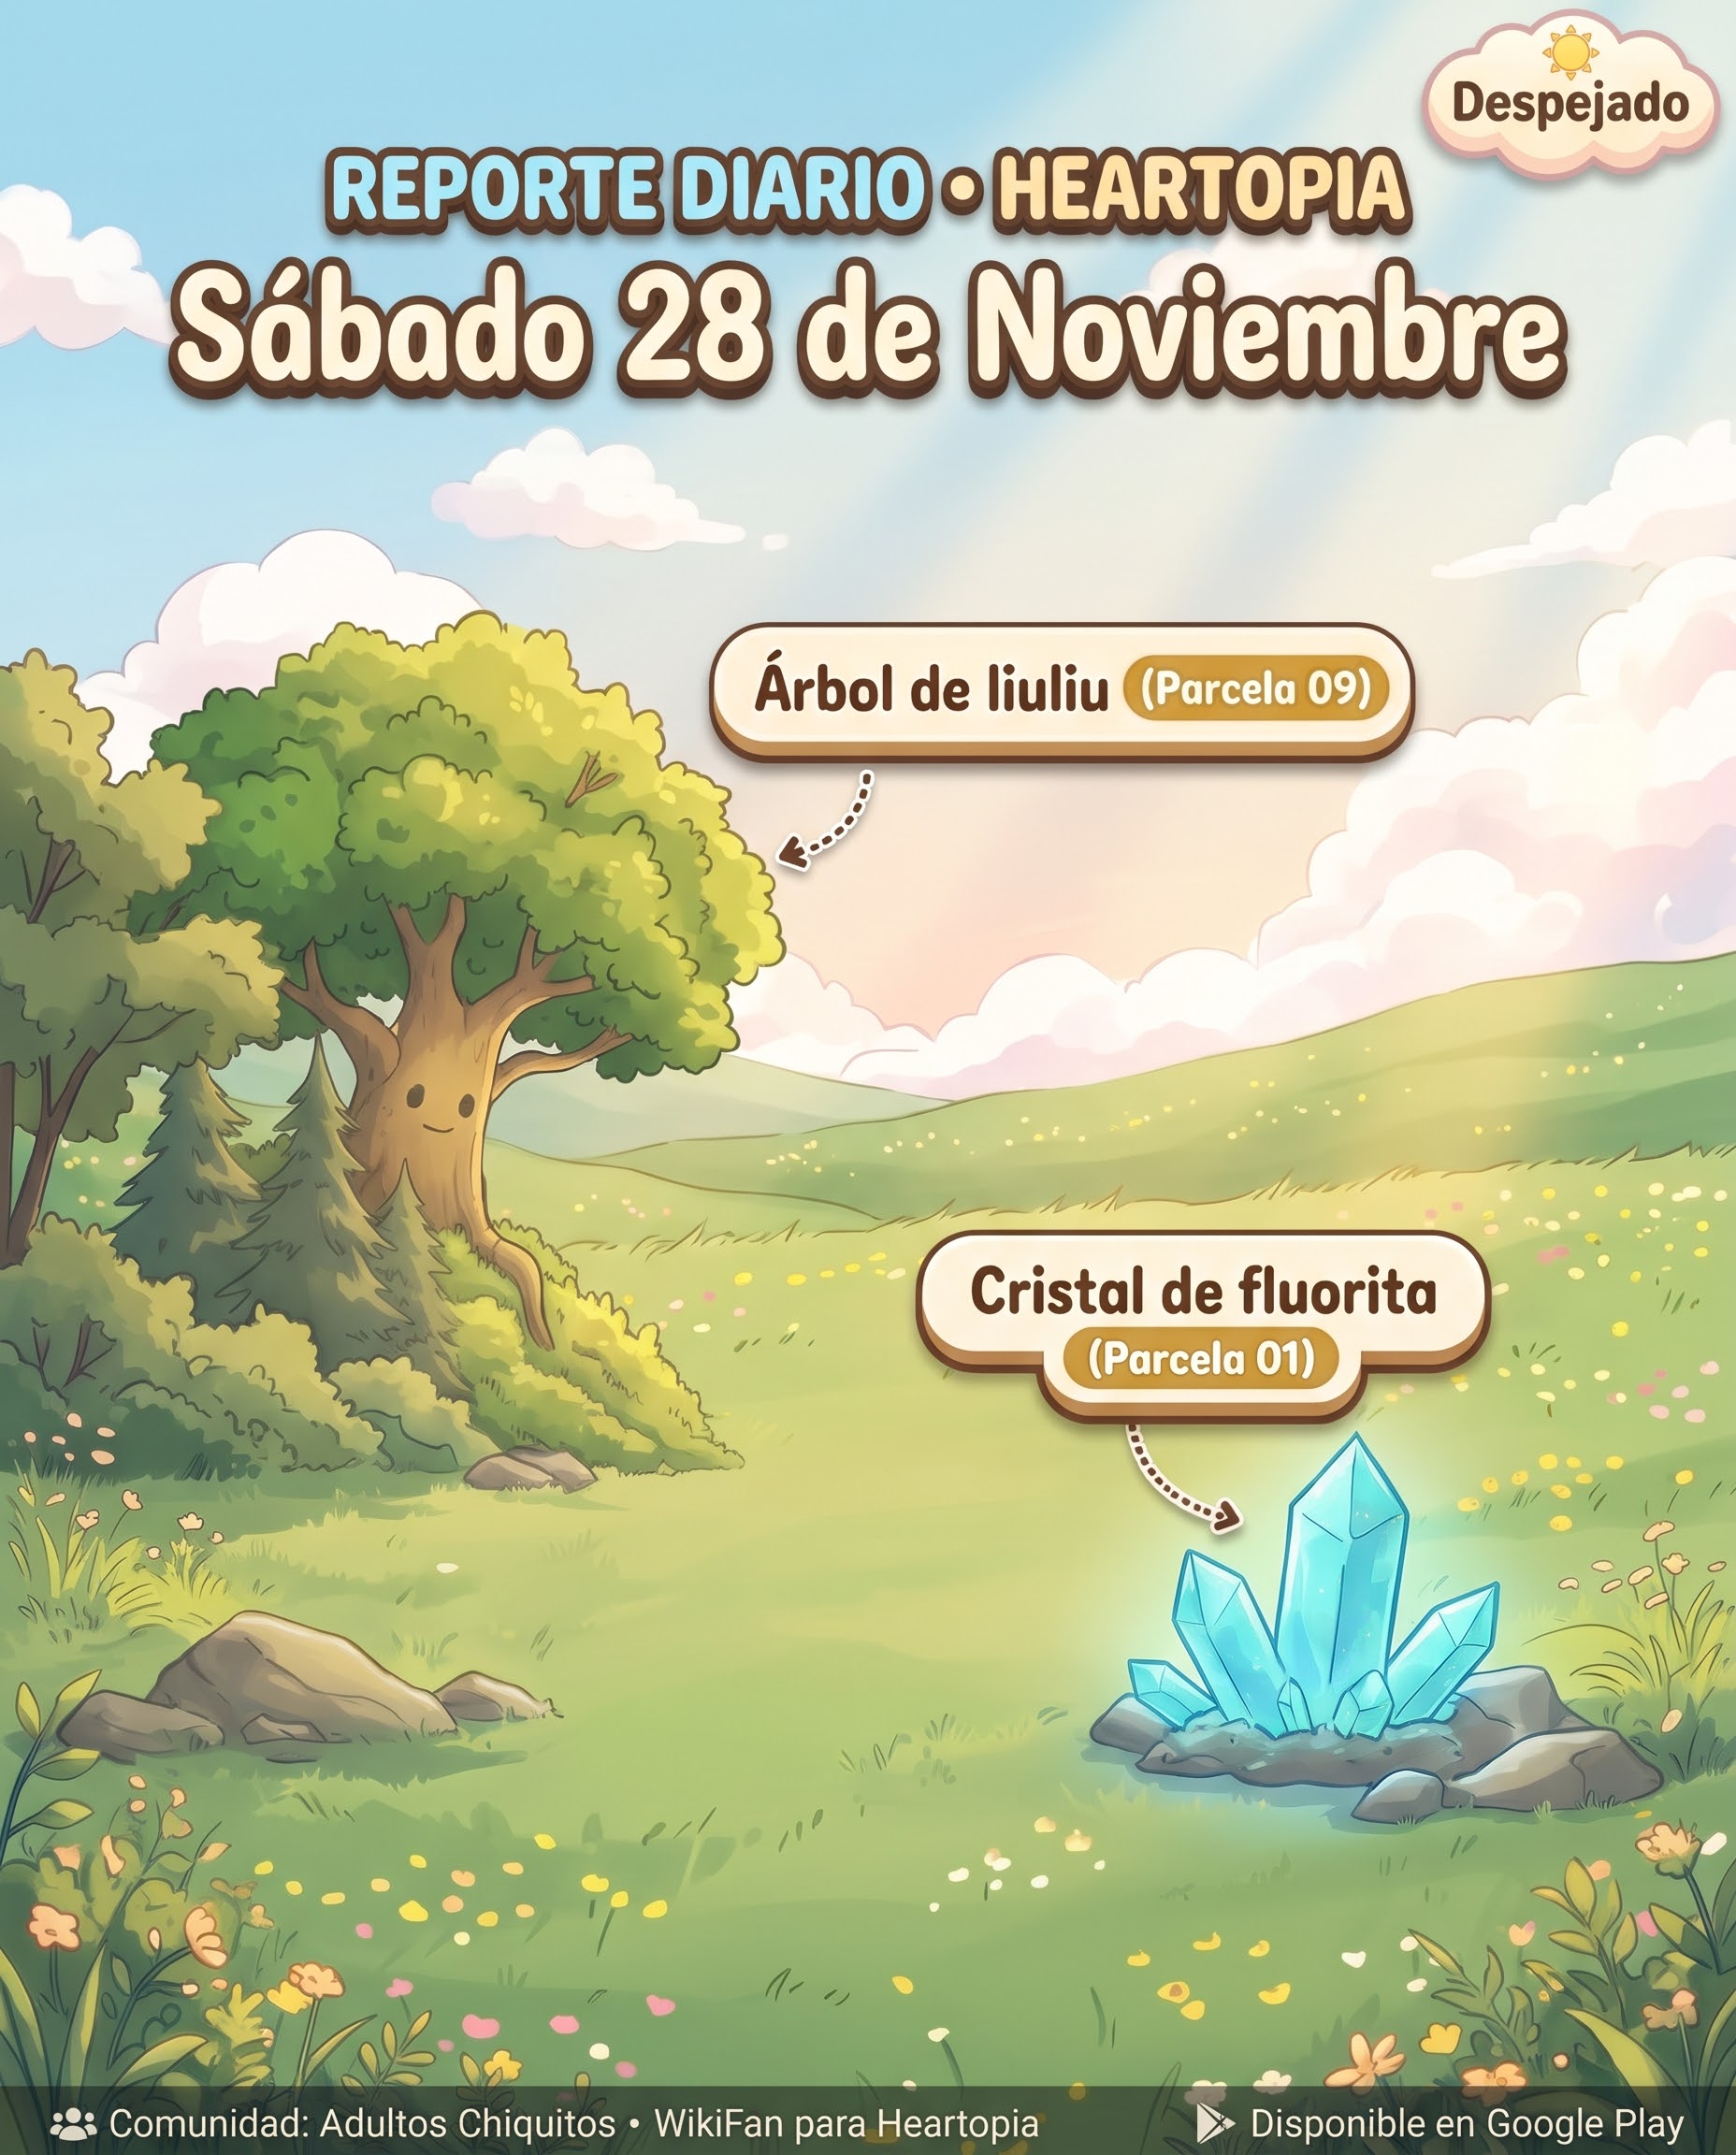 Despejado
REPORTE DIARIO • HEARTOPIA
Sábado 28 de Noviembre
Árbol de liuliu (Parcela 09)
Cristal de fluorita
(Parcela 01)
Comunidad: Adultos Chiquitos • WikiFan para Heartopia
Disponible en Google Play